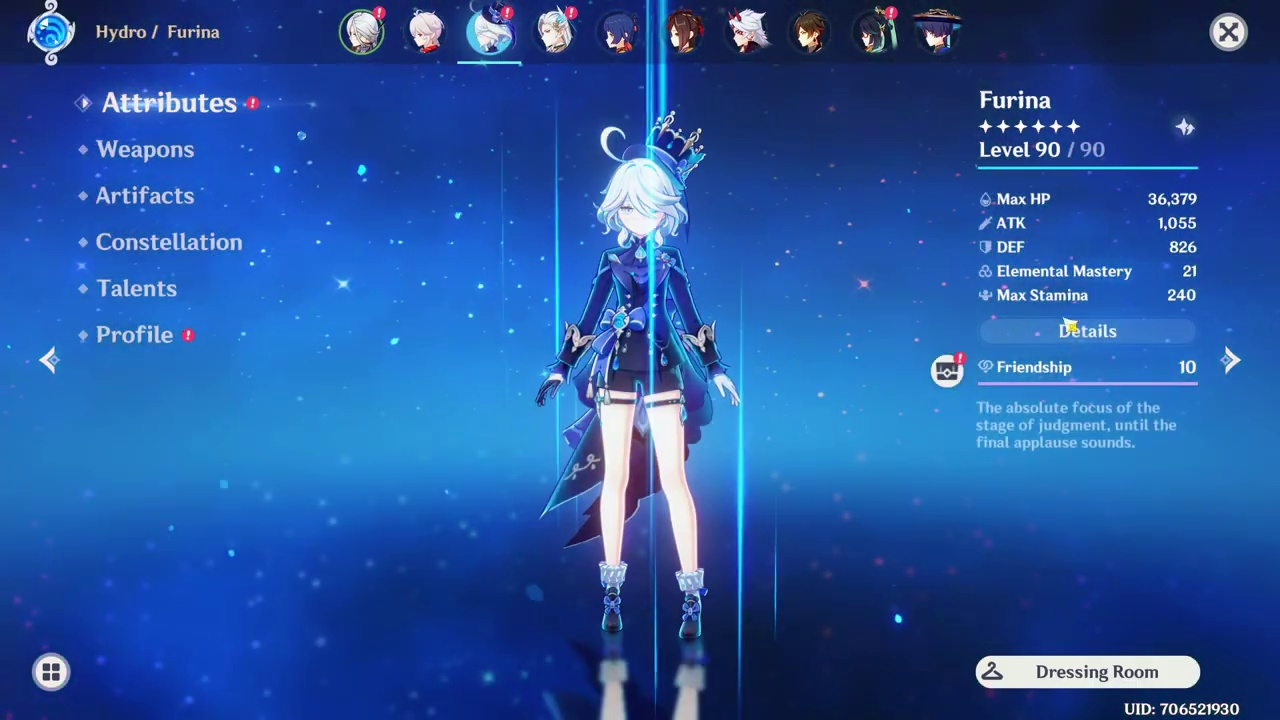 Hydro / Furina
Attributes
Weapons
Artifacts
Constellation
Talents
Profile
Furina
Level 90 / 90
Max HP 36,379
ATK 1,055
DEF 826
Elemental Mastery 21
Max Stamina 240
Details
Friendship 10
The absolute focus of the
stage of judgment, until the
final applause sounds.
Dressing Room
UID: 706521930